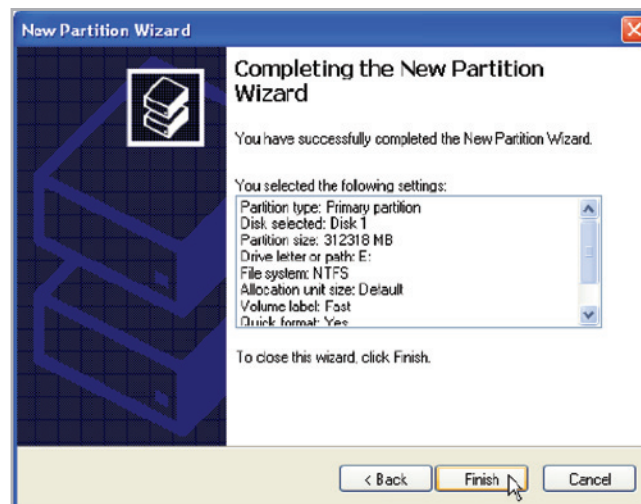 New Partition Wizard
Completing the New Partition
Wizard
You have successfully completed the New Partition Wizard.
You selected the following settings:
Partition type: Primary partition
Disk selected: Disk 1
Partition size: 312318 MB
Drive letter or path: E:
File system: NTFS
Allocation unit size: Default
Volume label: Fast
Quick format: Yes
To close this wizard, click Finish.
< Back
Finish
Cancel